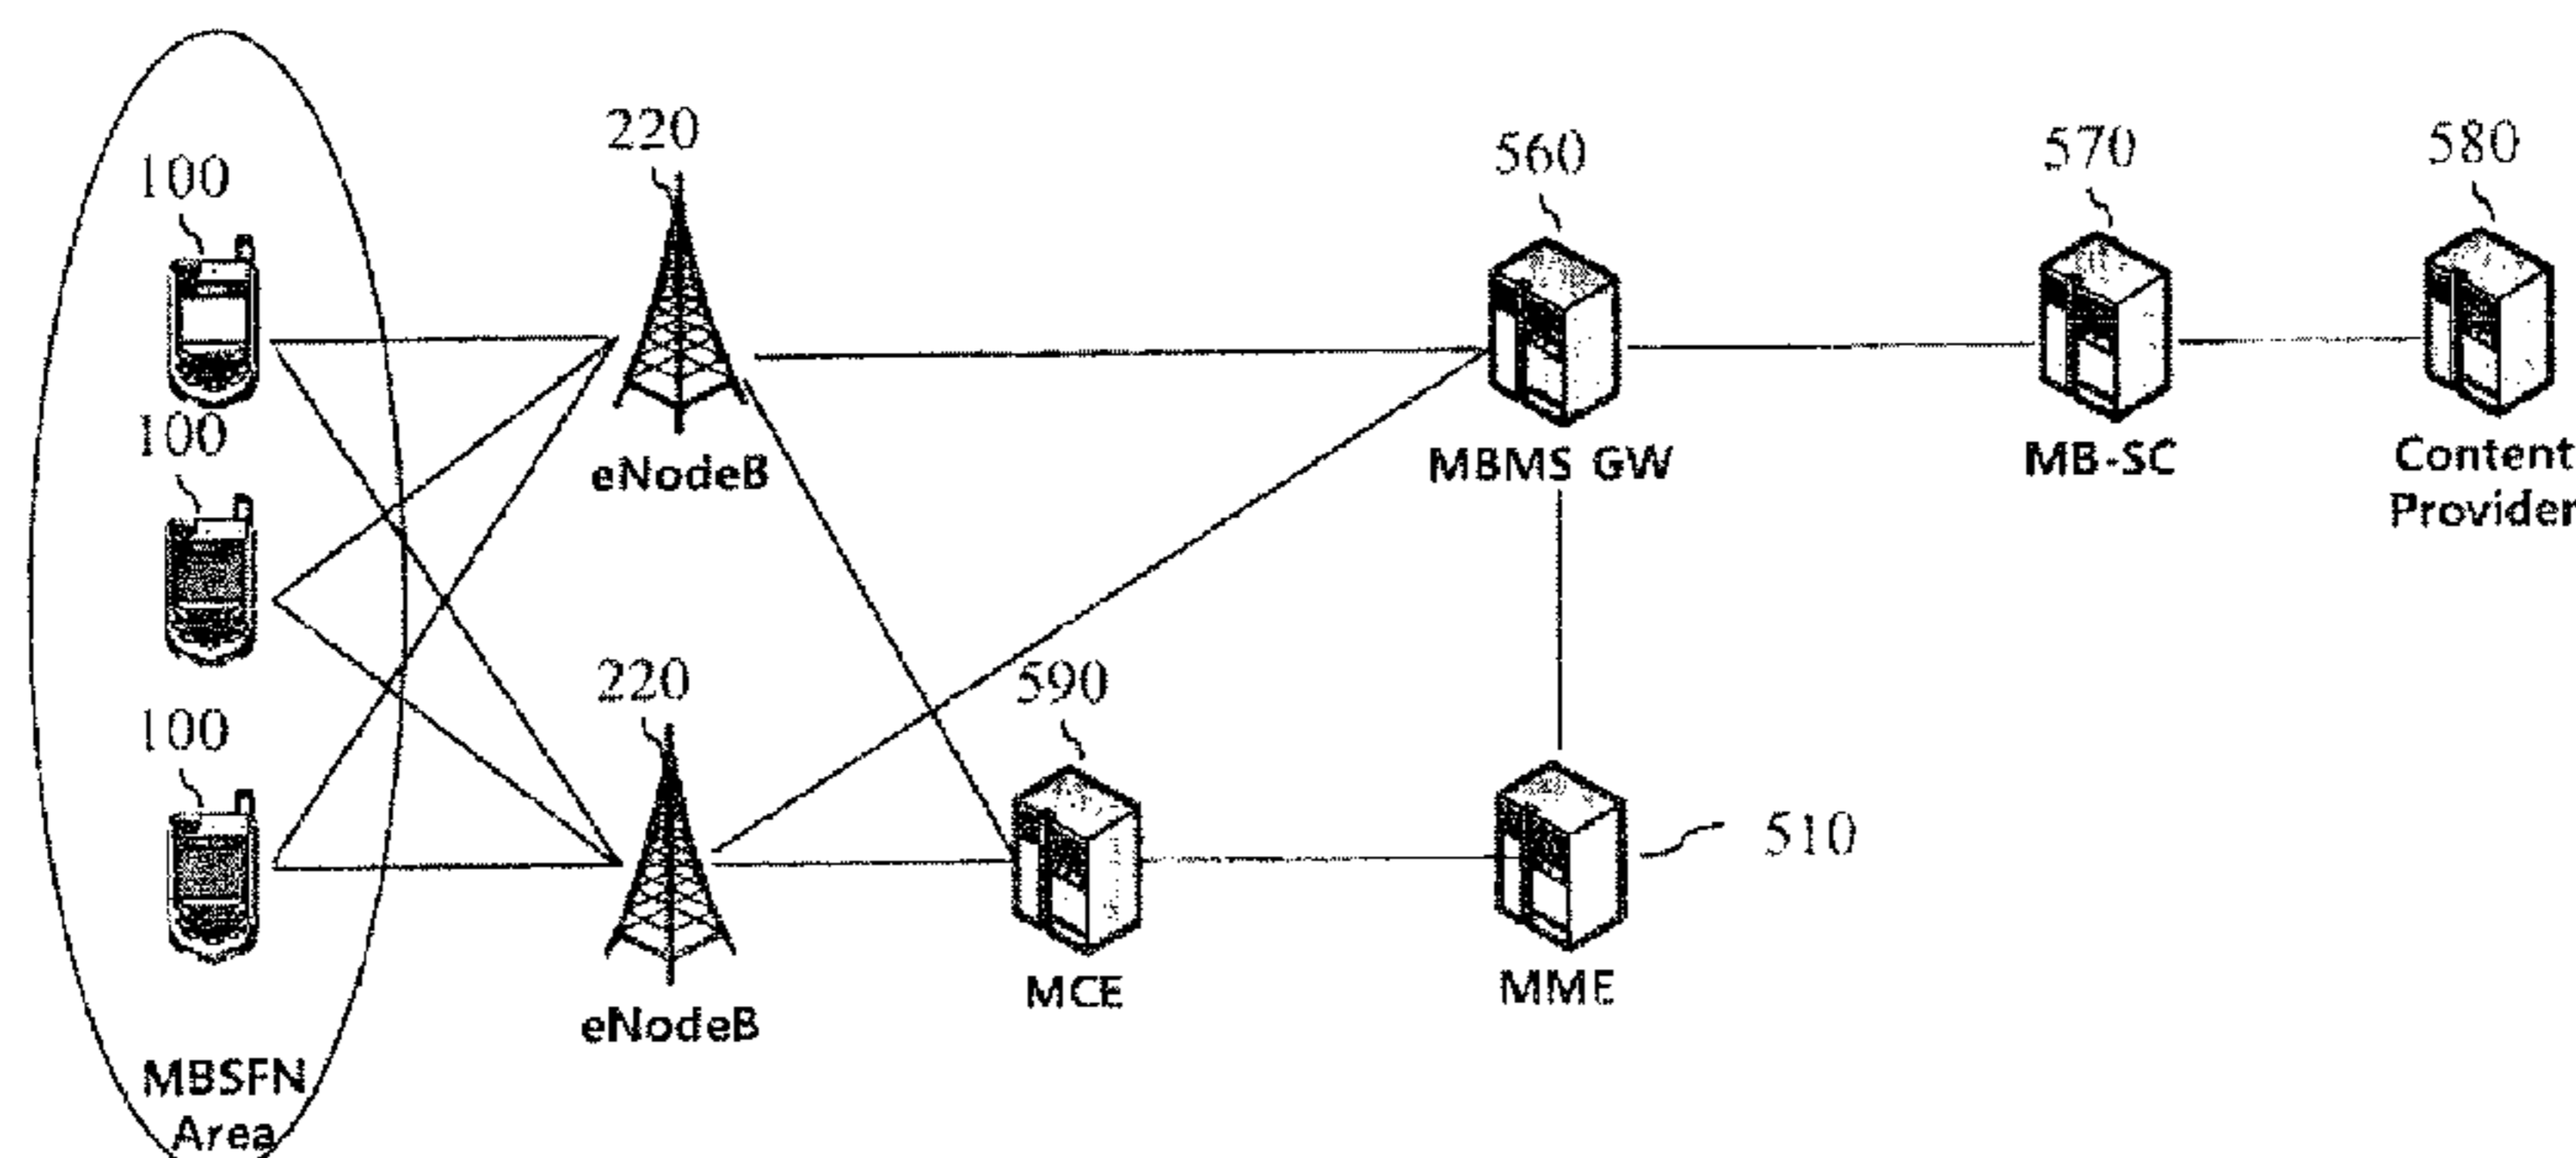 220
560
570
580
100
eNodeB
MBMS GW
MB-SC
Content
Provider
100
220
590
100
510
MCE
MME
eNodeB
MBSFN
Area